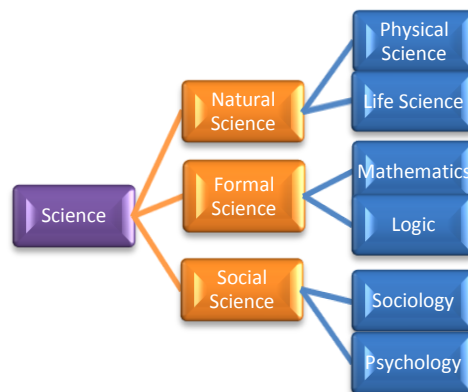 Science
Natural
Science
Physical
Science
Life Science
Formal
Science
Mathematics
Logic
Social
Science
Sociology
Psychology